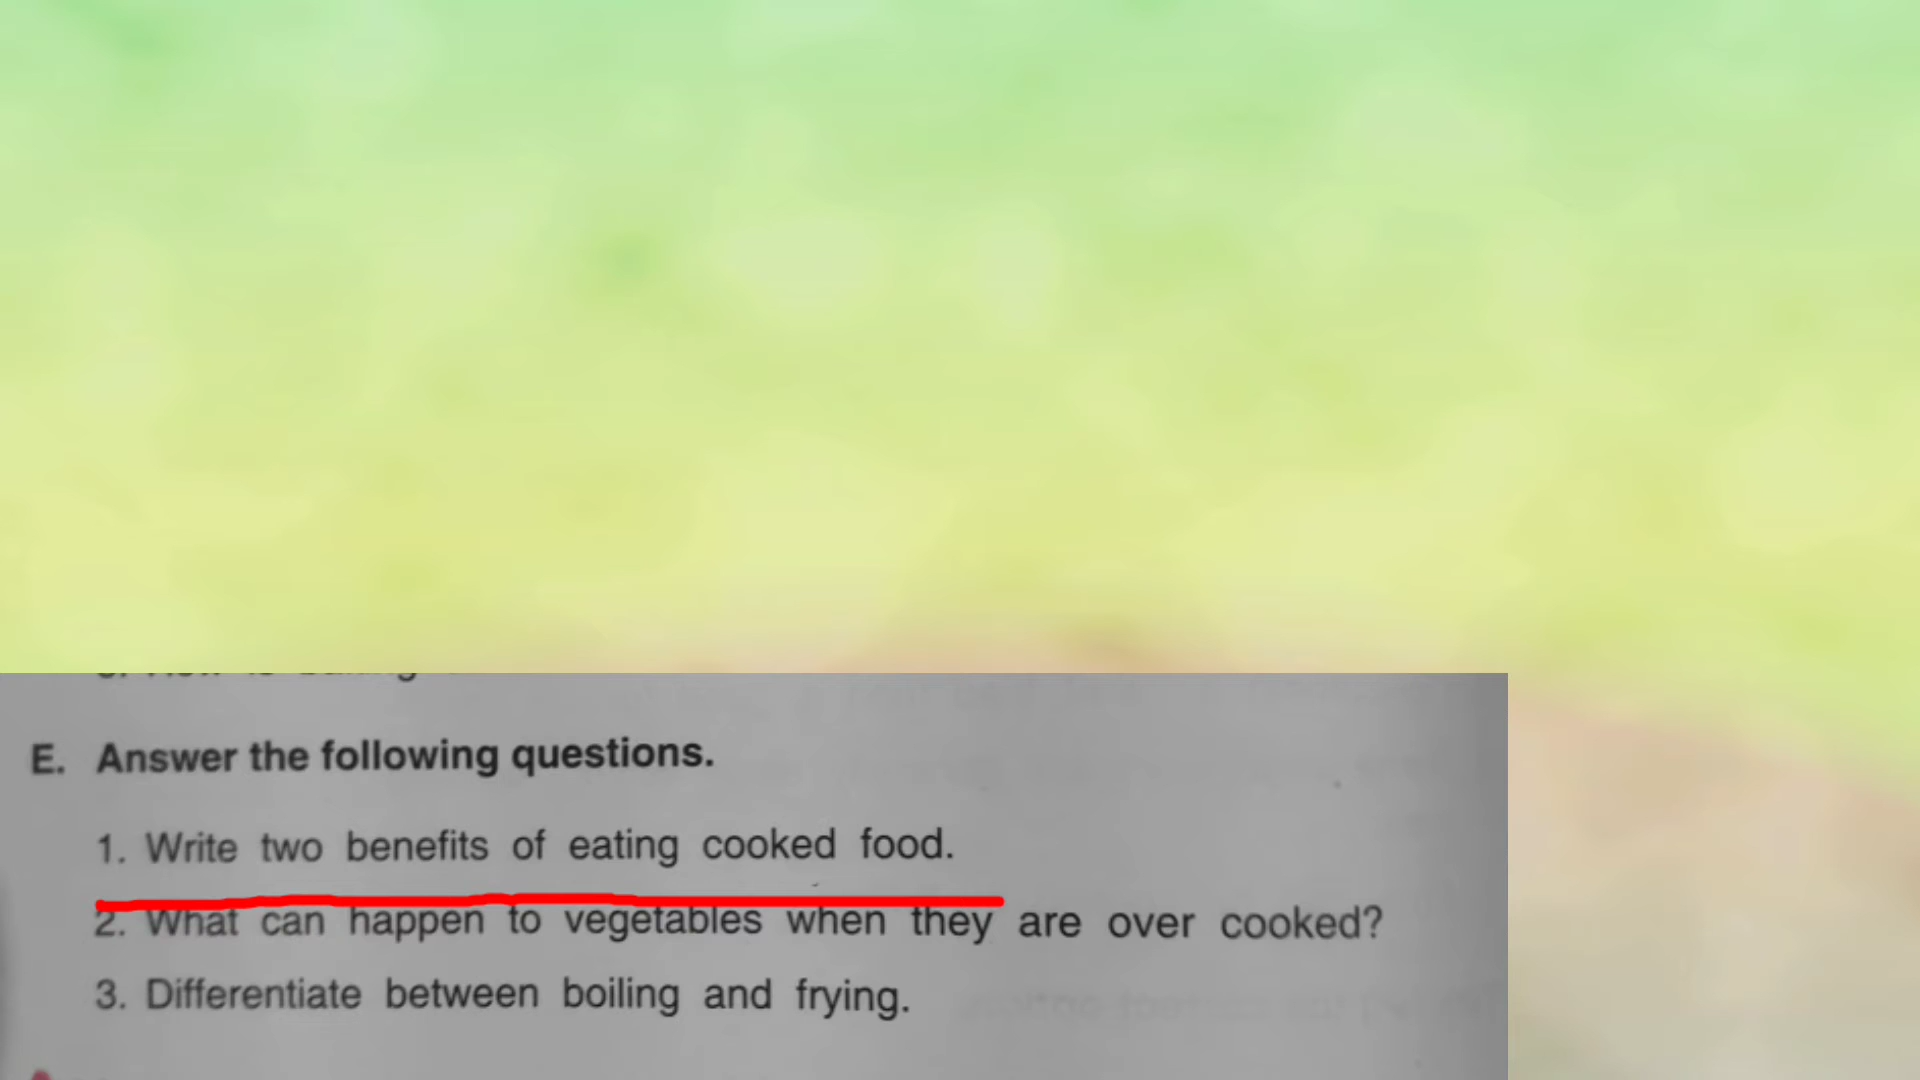 E. Answer the following questions.
1. Write two benefits of eating cooked food.
2. What can happen to vegetables when they are over cooked?
3. Differentiate between boiling and frying.